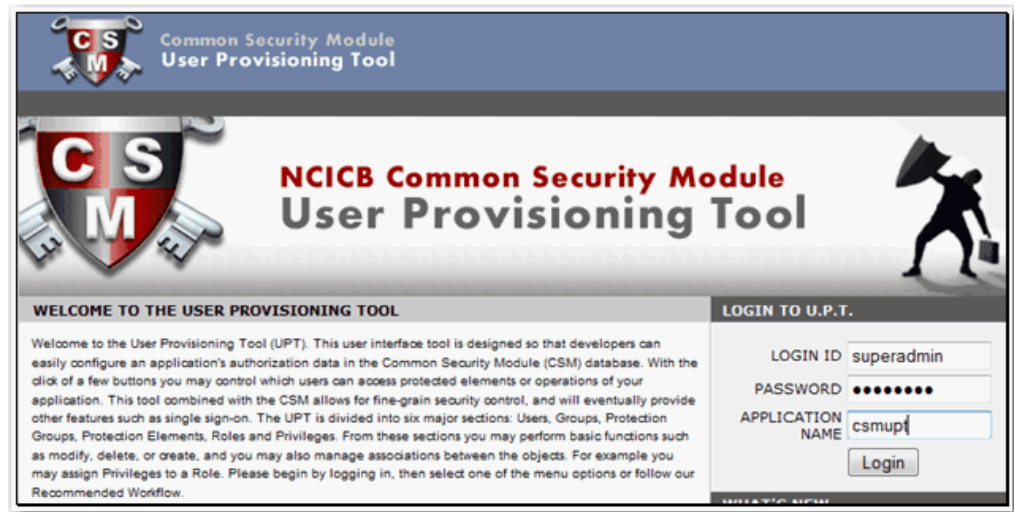 C S M
Common Security Module
User Provisioning Tool
C S M
NCICB Common Security Module
User Provisioning Tool
WELCOME TO THE USER PROVISIONING TOOL
Welcome to the User Provisioning Tool (UPT). This user interface tool is designed so that developers can
easily configure an application's authorization data in the Common Security Module (CSM) database. With the
click of a few buttons you may control which users can access protected elements or operations of your
application. This tool combined with the CSM allows for fine-grain security control, and will eventually provide
other features such as single sign-on. The UPT is divided into six major sections: Users, Groups, Protection
Groups, Protection Elements, Roles and Privileges. From these sections you may perform basic functions such
as modify, delete, or create, and you may also manage associations between the objects. For example you
may assign Privileges to a Role. Please begin by logging in, then select one of the menu options or follow our
Recommended Workflow.
LOGIN TO U.P.T.
LOGIN ID superadmin
PASSWORD ●●●●●●●●
APPLICATION
NAME csmupt
Login
WHAT'S NEW